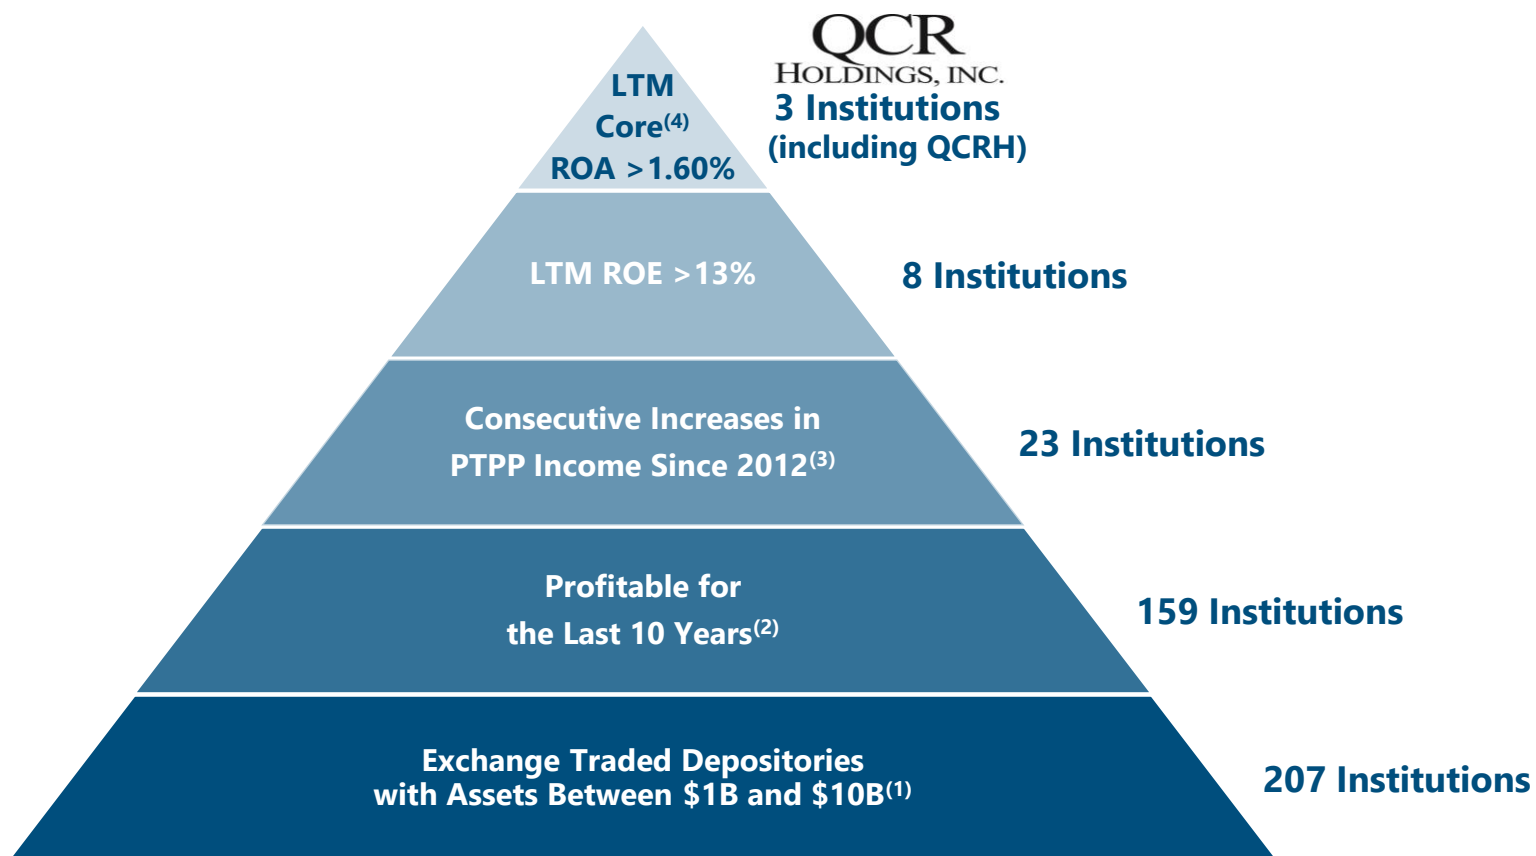 QCR
HOLDINGS, INC.
LTM
Core(4)
ROA >1.60%
3 Institutions
(including QCRH)
LTM ROE >13%
8 Institutions
Consecutive Increases in
PTPP Income Since 2012(3)
23 Institutions
Profitable for
the Last 10 Years(2)
159 Institutions
Exchange Traded Depositories
with Assets Between $1B and $10B(1)
207 Institutions